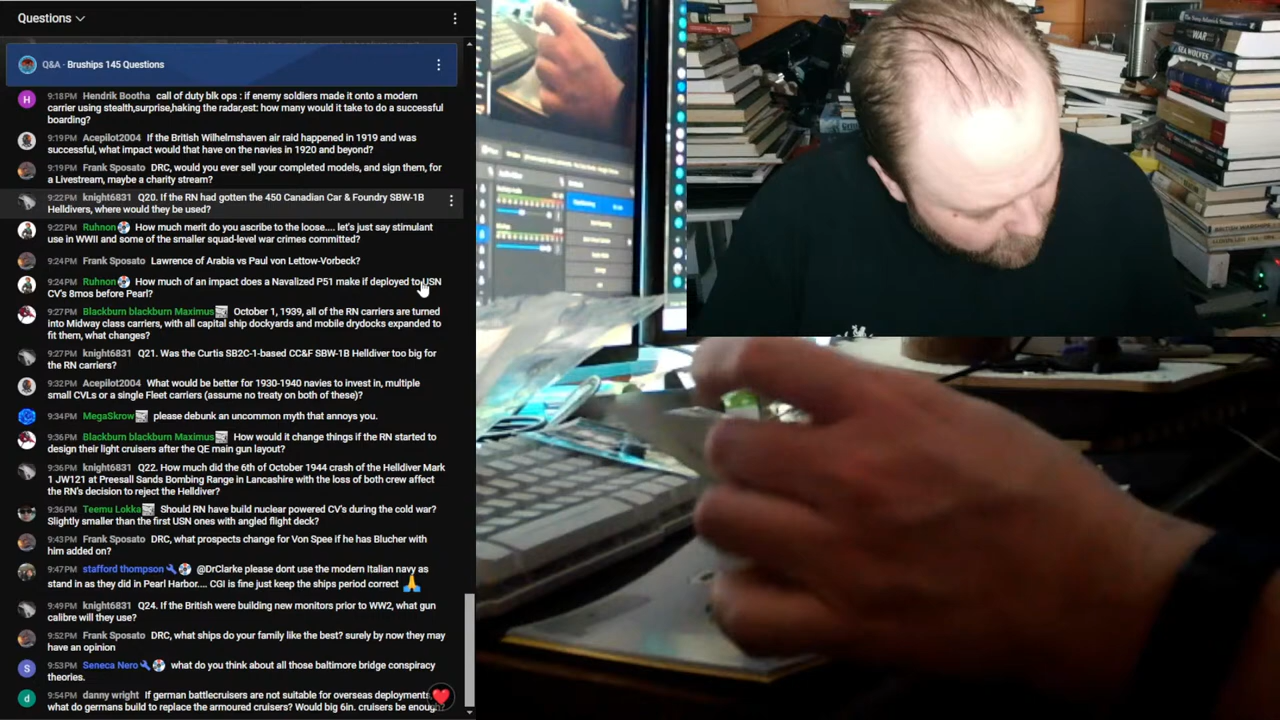 Questions
Q&A · Bruships 145 Questions
9:18PM Hendrik Bootha call of duty blk ops : if enemy soldiers made it onto a modern
carrier using stealth,surprise,haking the radar,est: how many would it take to do a successful
boarding?
9:19PM Acepilot2004 If the British Wilhelmshaven air raid happened in 1919 and was
successful, what impact would that have on the navies in 1920 and beyond?
9:19PM Frank Sposato DRC, would you ever sell your completed models, and sign them, for
a Livestream, maybe a charity stream?
9:22PM knight6831 Q20. If the RN had gotten the 450 Canadian Car & Foundry SBW-1B
Helldivers, where would they be used?
9:22PM Ruhnon How much merit do you ascribe to the loose.... let's just say stimulant
use in WWII and some of the smaller squad-level war crimes committed?
9:24PM Frank Sposato Lawrence of Arabia vs Paul von Lettow-Vorbeck?
9:24PM Ruhnon How much of an impact does a Navalized P51 make if deployed to USN
CV's 8mos before Pearl?
9:27PM Blackburn blackburn Maximus October 1, 1939, all of the RN carriers are turned
into Midway class carriers, with all capital ship dockyards and mobile drydocks expanded to
fit them, what changes?
9:27PM knight6831 Q21. Was the Curtis SB2C-1-based CC&F SBW-1B Helldiver too big for
the RN carriers?
9:32PM Acepilot2004 What would be better for 1930-1940 navies to invest in, multiple
small CVLs or a single Fleet carriers (assume no treaty on both of these)?
9:34PM MegaSkrow please debunk an uncommon myth that annoys you.
9:36PM Blackburn blackburn Maximus How would it change things if the RN started to
design their light cruisers after the QE main gun layout?
9:36PM knight6831 Q22. How much did the 6th of October 1944 crash of the Helldiver Mark
1 JW121 at Preesall Sands Bombing Range in Lancashire with the loss of both crew affect
the RN's decision to reject the Helldiver?
9:36PM Teemu Lokka Should RN have build nuclear powered CV's during the cold war?
Slightly smaller than the first USN ones with angled flight deck?
9:43PM Frank Sposato DRC, what prospects change for Von Spee if he has Blucher with
him added on?
9:47PM stafford thompson @DrClarke please dont use the modern Italian navy as
stand in as they did in Pearl Harbor.... CGI is fine just keep the ships period correct 🙏
9:49PM knight6831 Q24. If the British were building new monitors prior to WW2, what gun
calibre will they use?
9:52PM Frank Sposato DRC, what ships do your family like the best? surely by now they may
have an opinion
9:53PM Seneca Nero what do you think about all those baltimore bridge conspiracy
theories.
9:54PM danny wright If german battlecruisers are not suitable for overseas deployments,
what do germans build to replace the armoured cruisers? Would big 6in. cruisers be enough?
WAR
SEA WOLVES